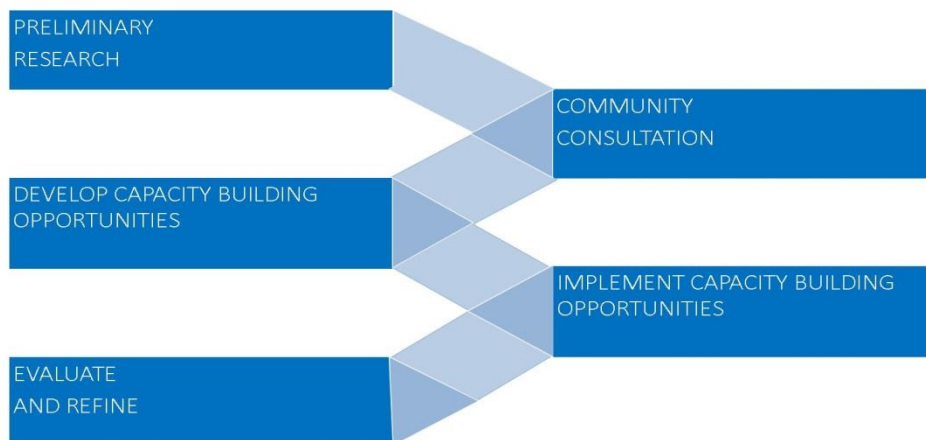 PRELIMINARY
RESEARCH
COMMUNITY
CONSULTATION
DEVELOP CAPACITY BUILDING
OPPORTUNITIES
IMPLEMENT CAPACITY BUILDING
OPPORTUNITIES
EVALUATE
AND REFINE